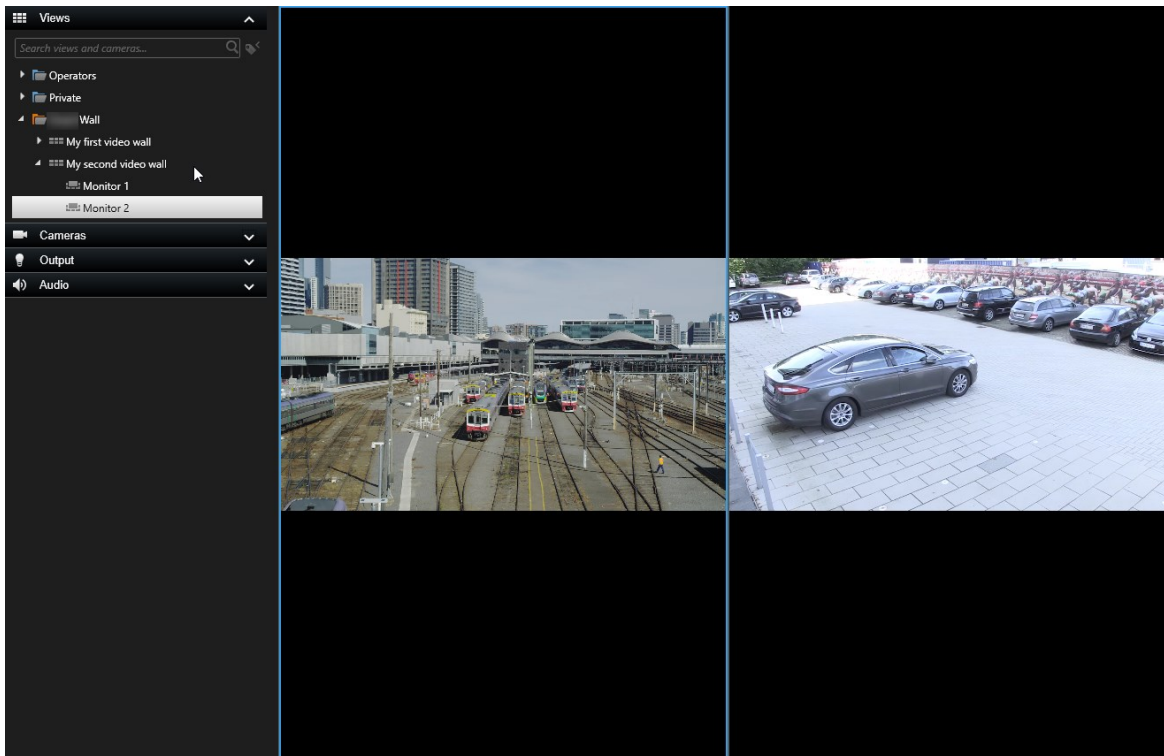 Views
Search views and cameras...
Operators
Private
Wall
My first video wall
My second video wall
Monitor 1
Monitor 2
Cameras
Output
Audio